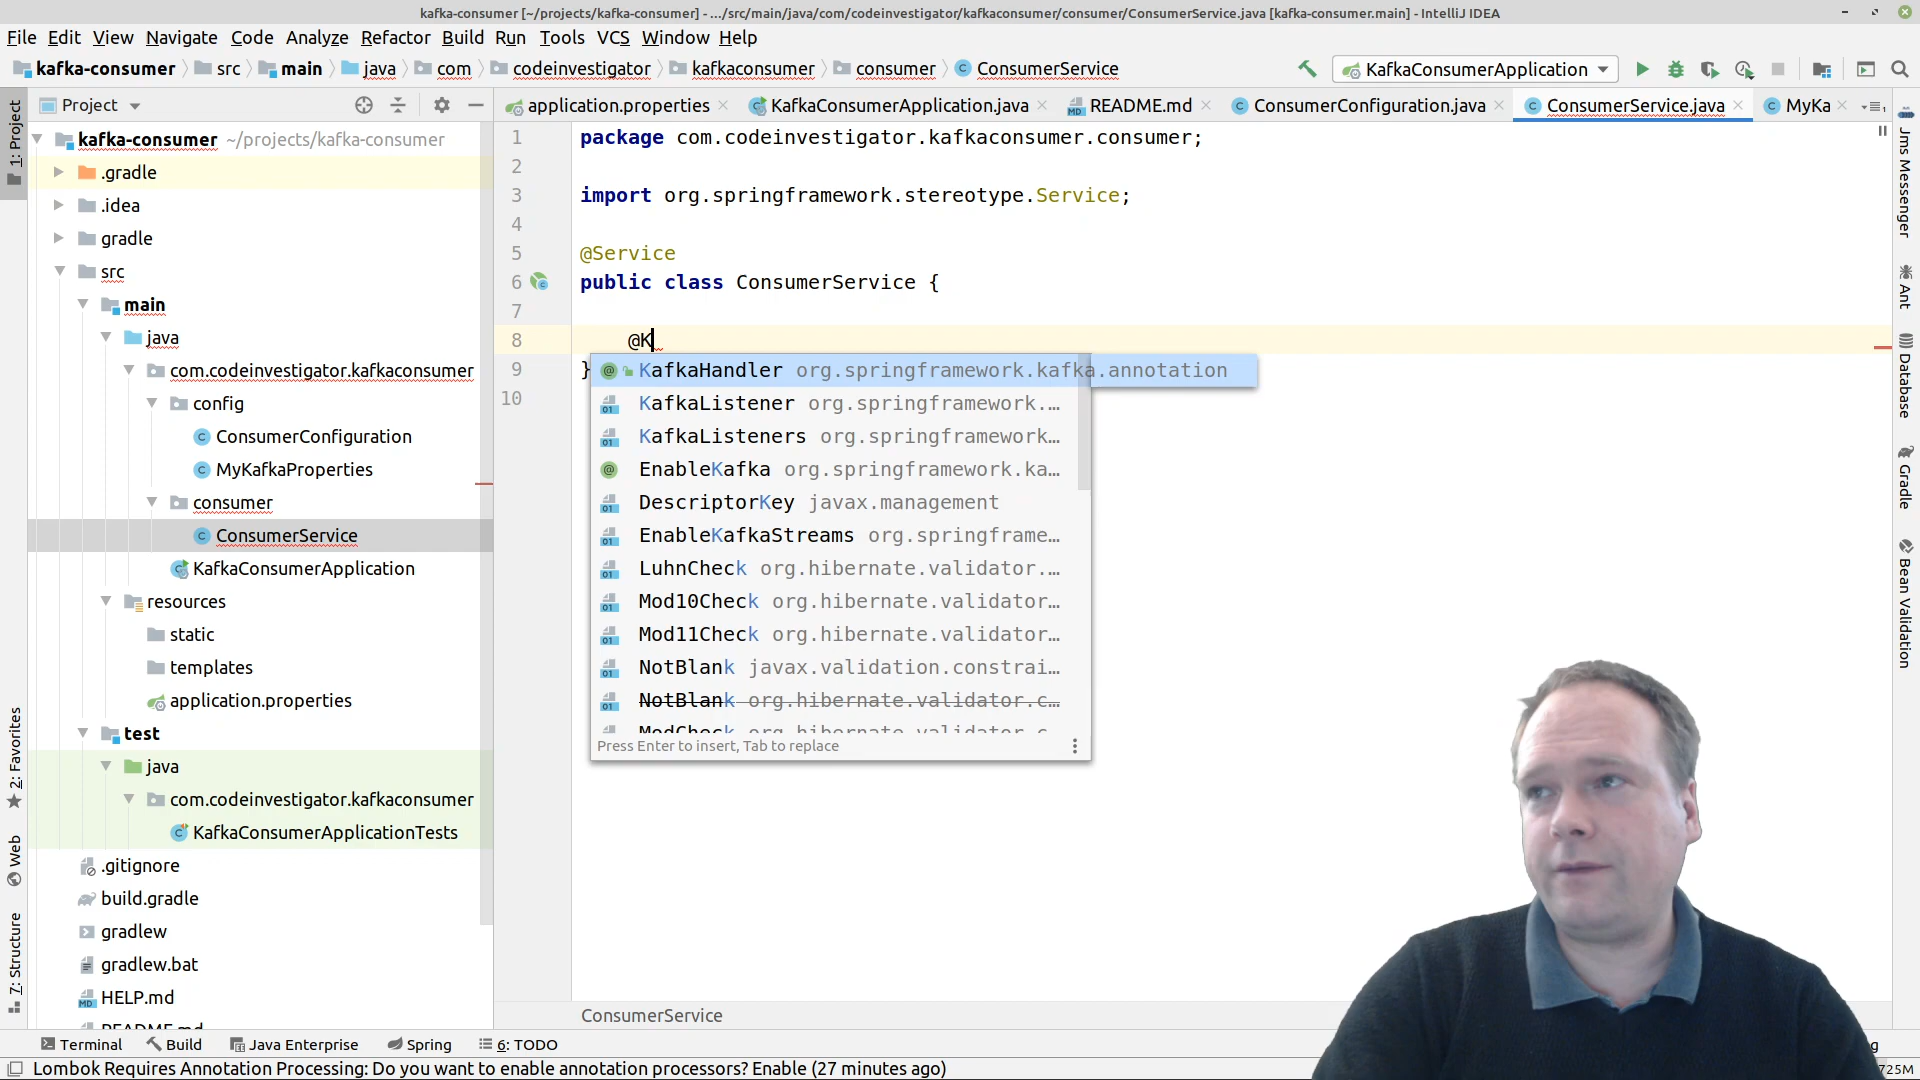 kafka-consumer [~/projects/kafka-consumer] - .../src/main/java/com/codeinvestigator/kafkaconsumer/consumer/ConsumerService.java [kafka-consumer.main] - IntelliJ IDEA
File Edit View Navigate Code Analyze Refactor Build Run Tools VCS Window Help
kafka-consumer src main java com codeinvestigator kafkaconsumer consumer ConsumerService KafkaConsumerApplication
Project
application.properties KafkaConsumerApplication.java README.md ConsumerConfiguration.java ConsumerService.java MyKa
kafka-consumer ~/projects/kafka-consumer
.gradle
.idea
gradle
src
main
java
com.codeinvestigator.kafkaconsumer
config
ConsumerConfiguration
MyKafkaProperties
consumer
ConsumerService
KafkaConsumerApplication
resources
static
templates
application.properties
test
java
com.codeinvestigator.kafkaconsumer
KafkaConsumerApplicationTests
.gitignore
build.gradle
gradlew
gradlew.bat
HELP.md
README.md
1 package com.codeinvestigator.kafkaconsumer.consumer;
2
3 import org.springframework.stereotype.Service;
4
5 @Service
6 public class ConsumerService {
7
8 @K
9 }
10
KafkaHandler org.springframework.kafka.annotation
KafkaListener org.springframework.…
KafkaListeners org.springframework…
EnableKafka org.springframework.ka…
DescriptorKey javax.management
EnableKafkaStreams org.springframe…
LuhnCheck org.hibernate.validator.…
Mod10Check org.hibernate.validator…
Mod11Check org.hibernate.validator…
NotBlank javax.validation.constrai…
NotBlank org.hibernate.validator.c…
ModCheck org.hibernate.validator.c…
Press Enter to insert, Tab to replace
ConsumerService
1: Project
2: Favorites
Web
7: Structure
Jms Messenger
Ant
Database
Gradle
Bean Validation
Terminal Build Java Enterprise Spring 6: TODO
Lombok Requires Annotation Processing: Do you want to enable annotation processors? Enable (27 minutes ago)
725M